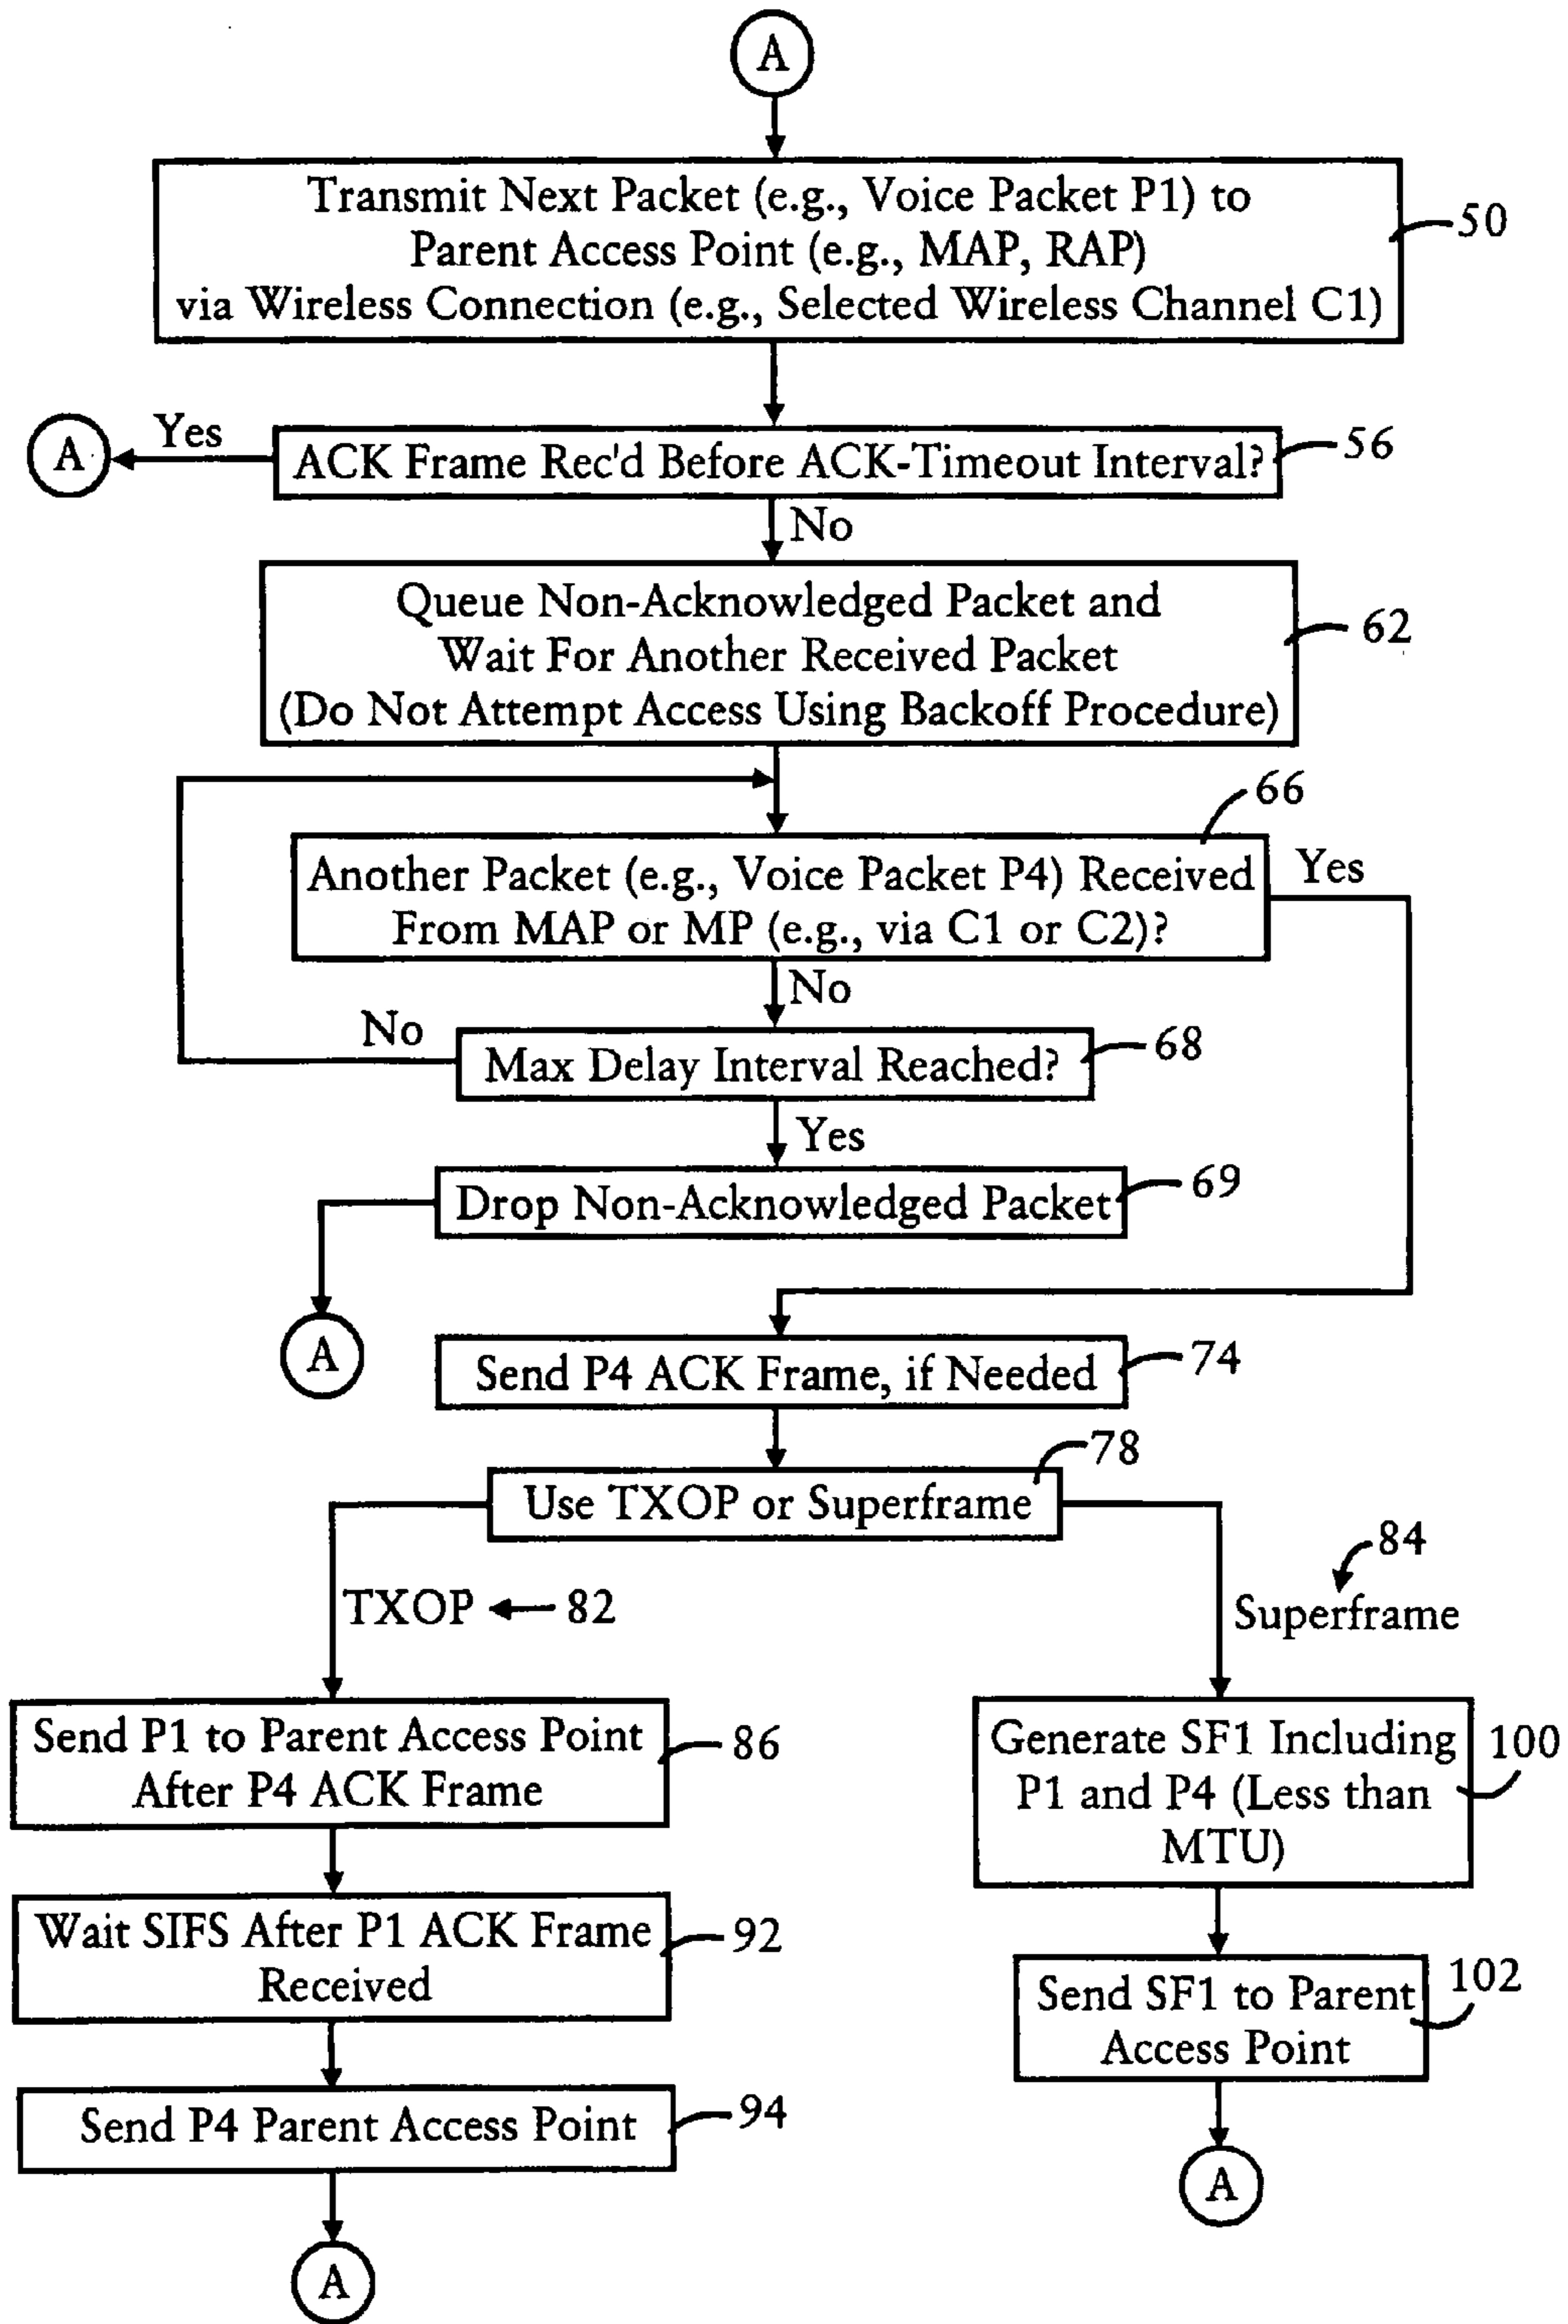 A
Transmit Next Packet (e.g., Voice Packet P1) to
Parent Access Point (e.g., MAP, RAP)
via Wireless Connection (e.g., Selected Wireless Channel C1)
50
A
Yes
ACK Frame Rec'd Before ACK-Timeout Interval?
56
No
Queue Non-Acknowledged Packet and
Wait For Another Received Packet
(Do Not Attempt Access Using Backoff Procedure)
62
66
Another Packet (e.g., Voice Packet P4) Received
From MAP or MP (e.g., via C1 or C2)?
Yes
No
No
Max Delay Interval Reached?
68
Yes
Drop Non-Acknowledged Packet
69
A
Send P4 ACK Frame, if Needed
74
78
Use TXOP or Superframe
TXOP
82
84
Superframe
Send P1 to Parent Access Point
After P4 ACK Frame
86
Generate SF1 Including
P1 and P4 (Less than
MTU)
100
Wait SIFS After P1 ACK Frame
Received
92
Send SF1 to Parent
Access Point
102
Send P4 Parent Access Point
94
A
A